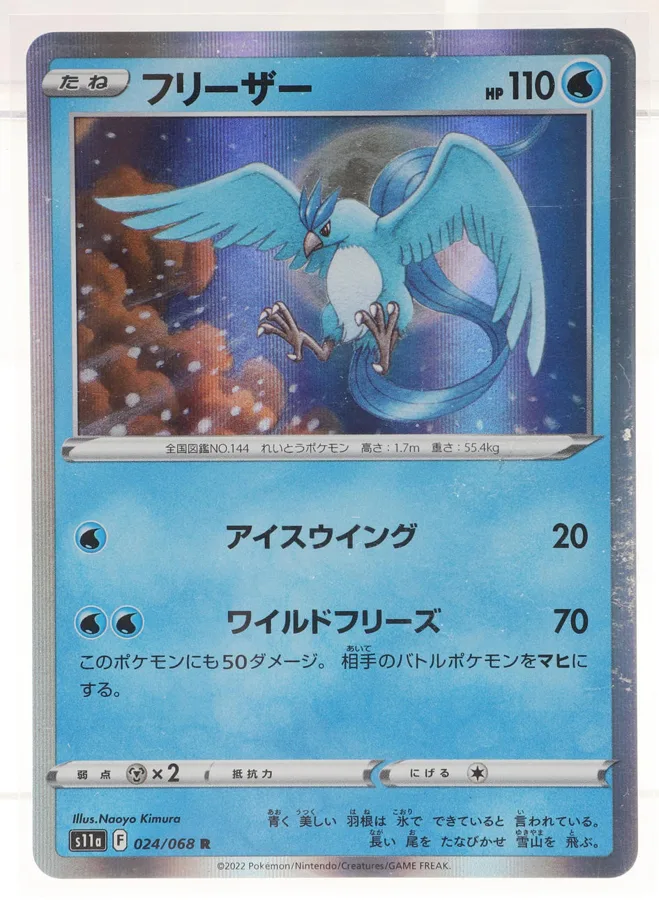 たね フリーザー HP110
全国図鑑NO.144 れいとうポケモン 高さ:1.7m 重さ:55.4kg
アイスウイング 20
ワイルドフリーズ 70
このポケモンにも50ダメージ。相手のバトルポケモンをマヒに
する。
弱点 ×2 抵抗力 にげる
Illus.Naoyo Kimura
青く 美しい 羽根は 氷で できていると 言われている。
長い 尾を たなびかせ 雪山を 飛ぶ。
s11a F 024/068 R
©2022 Pokémon/Nintendo/Creatures/GAME FREAK.